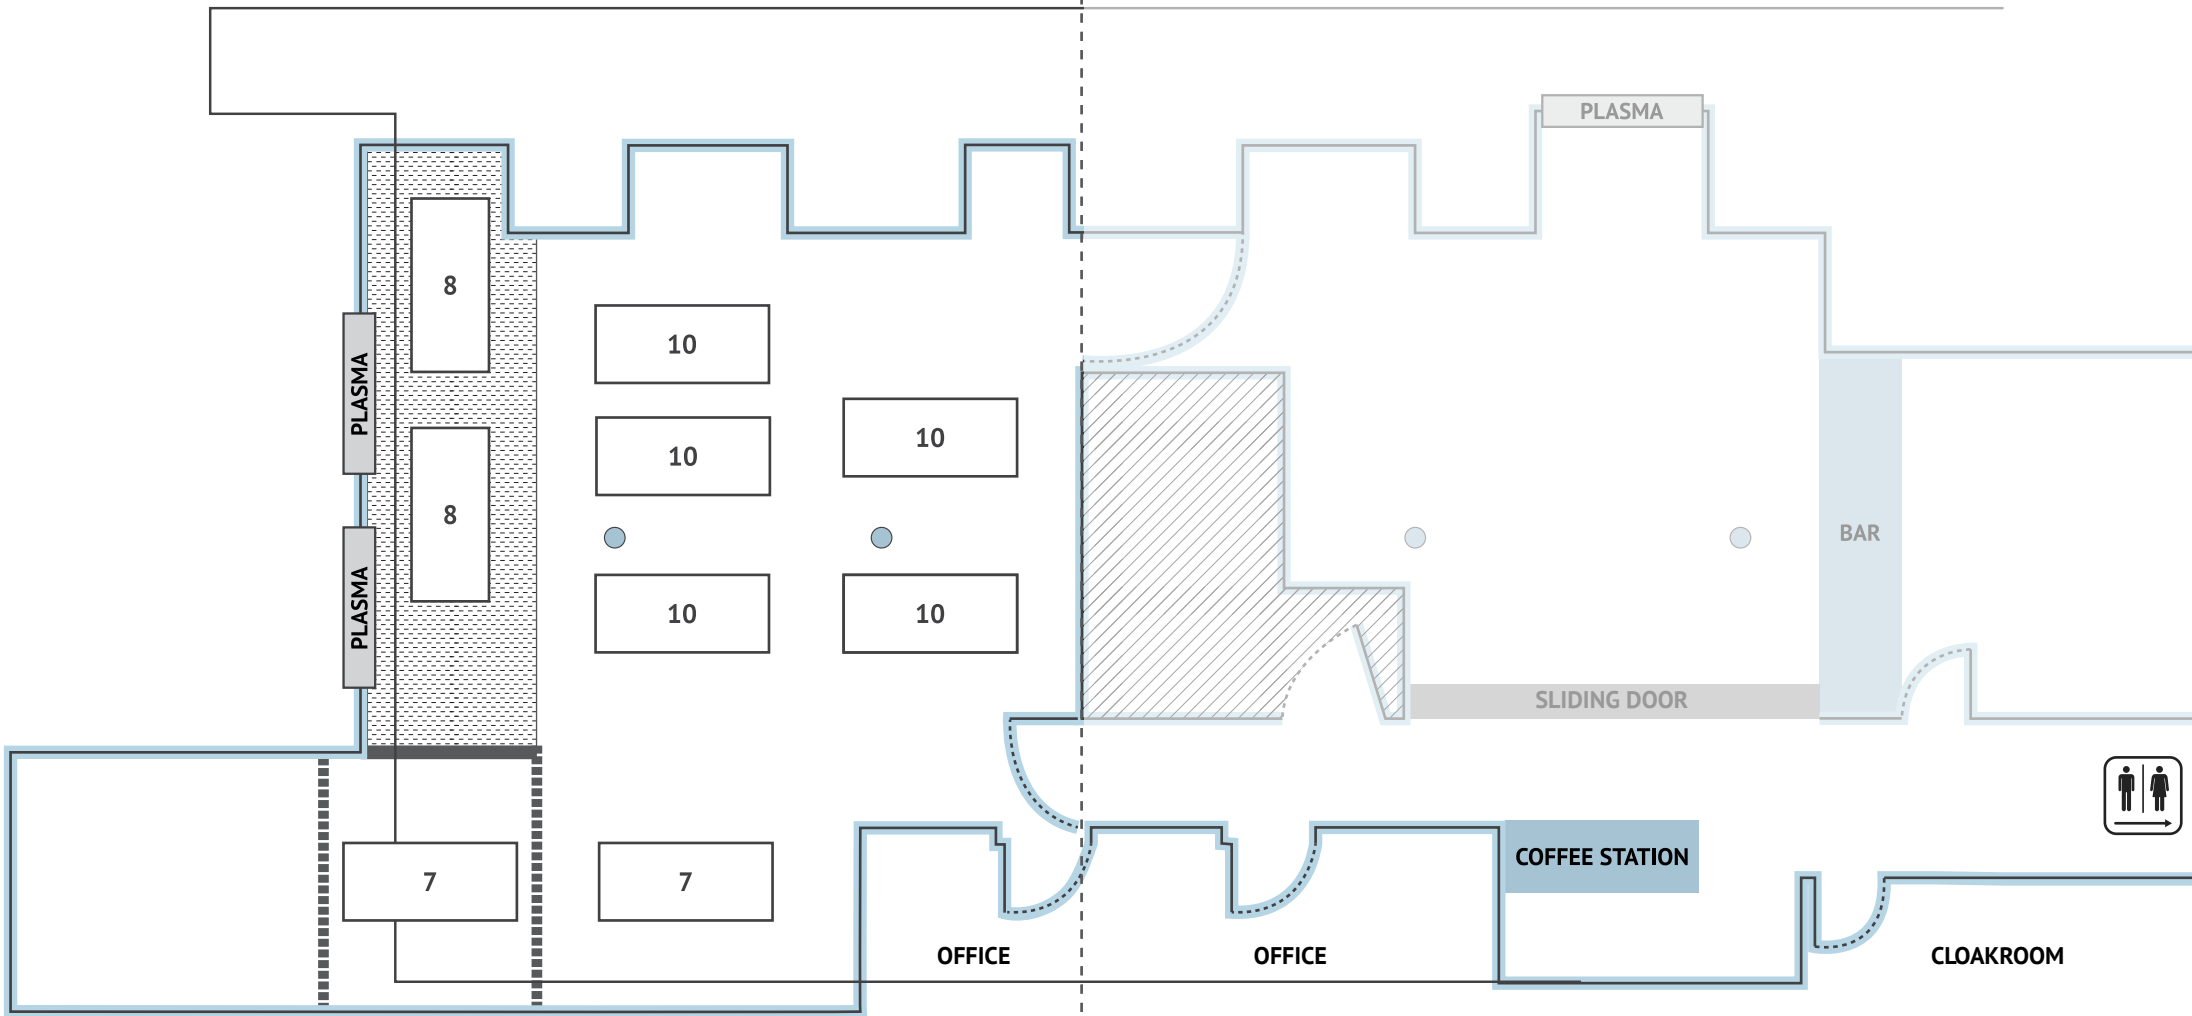 PLASMA
8
10
PLASMA
10
10
8
BAR
PLASMA
10
10
SLIDING DOOR
COFFEE STATION
7
7
OFFICE
OFFICE
CLOAKROOM